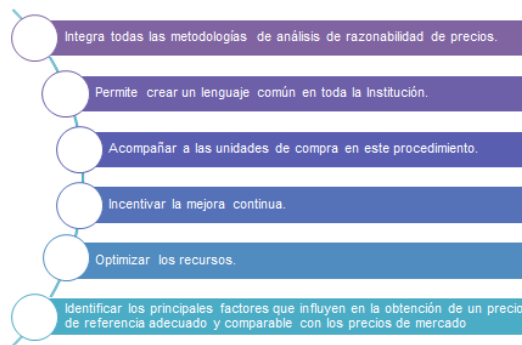 Integra todas las metodologías de análisis de razonabilidad de precios.
Permite crear un lenguaje común en toda la Institución.
Acompañar a las unidades de compra en este procedimiento.
Incentivar la mejora continua.
Optimizar los recursos.
Identificar los principales factores que influyen en la obtención de un precio
de referencia adecuado y comparable con los precios de mercado